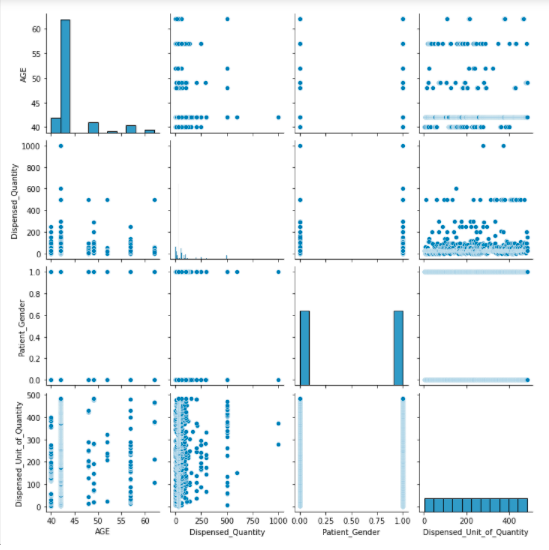 60
55
50
45
40
AGE
1000
800
600
400
200
0
Dispensed_Quantity
1.0
0.8
0.6
0.4
0.2
0.0
Patient_Gender
500
400
300
200
100
0
Dispensed_Unit_of_Quantity
40 45 50 55 60
AGE
0 250 500 750 1000
Dispensed_Quantity
0.00 0.25 0.50 0.75 1.00
Patient_Gender
0 200 400
Dispensed_Unit_of_Quantity